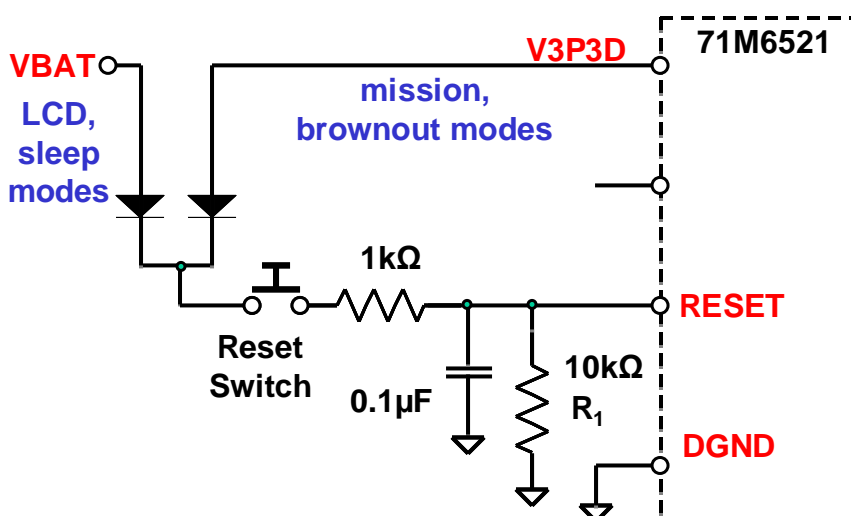 71M6521
V3P3D
VBAT
mission,
brownout modes
LCD,
sleep
modes
1kΩ
RESET
Reset
Switch
0.1µF
10kΩ
R1
DGND